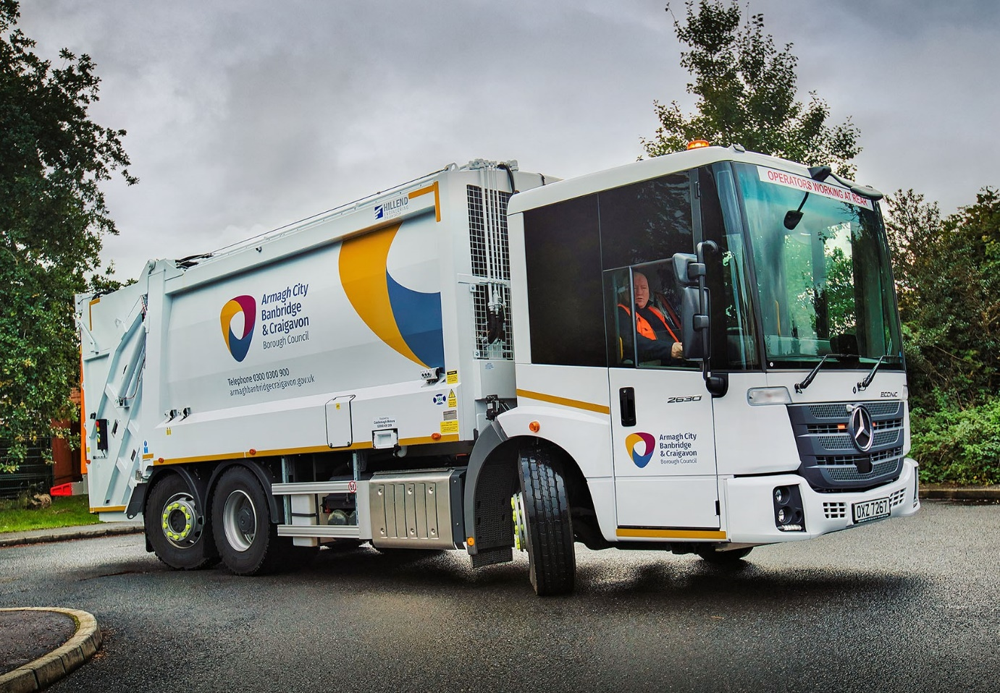 OPERATORS WORKING AT REAR
HILLEND
ENGINEERING
Armagh City
Banbridge
& Craigavon
Borough Council
Telephone 0300 0300 900
armaghbanbridgecraigavon.gov.uk
2630
ECONIC
Armagh City
Banbridge
& Craigavon
Borough Council
OXZ 7267